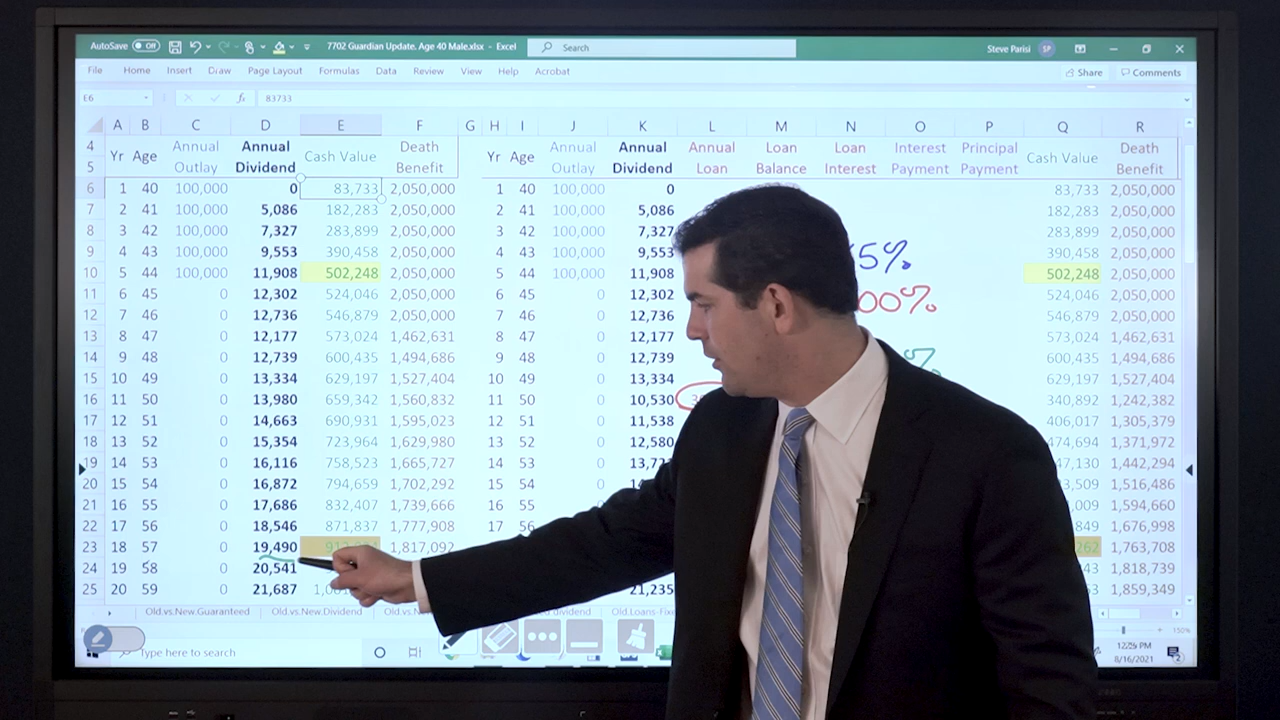 AutoSave Off 7702 Guardian Update. Age 40 Male.xlsx - Excel Search Steve Parisi SP
File Home Insert Draw Page Layout Formulas Data Review View Help Acrobat Share Comments
E6 fx 83733
A B C D E F G H I J K L M N O P Q R
4 Annual Annual Death Annual Annual Annual Loan Loan Interest Principal Death
Yr Age Cash Value Yr Age Cash Value
5 Outlay Dividend Benefit Outlay Dividend Loan Balance Interest Payment Payment Benefit
6 1 40 100,000 0 83,733 2,050,000 1 40 100,000 0 83,733 2,050,000
7 2 41 100,000 5,086 182,283 2,050,000 2 41 100,000 5,086 182,283 2,050,000
8 3 42 100,000 7,327 283,899 2,050,000 3 42 100,000 7,327 283,899 2,050,000
9 4 43 100,000 9,553 390,458 2,050,000 4 43 100,000 9,553 5% 390,458 2,050,000
10 5 44 100,000 11,908 502,248 2,050,000 5 44 100,000 11,908 502,248 2,050,000
11 6 45 0 12,302 524,046 2,050,000 6 45 0 12,302 00% 524,046 2,050,000
12 7 46 0 12,736 546,879 2,050,000 7 46 0 12,736 546,879 2,050,000
13 8 47 0 12,177 573,024 1,462,631 8 47 0 12,177 573,024 1,462,631
14 9 48 0 12,739 600,435 1,494,686 9 48 0 12,739 % 600,435 1,494,686
15 10 49 0 13,334 629,197 1,527,404 10 49 0 13,334 629,197 1,527,404
16 11 50 0 13,980 659,342 1,560,832 11 50 0 10,530 340,892 1,242,382
17 12 51 0 14,663 690,931 1,595,023 12 51 0 11,538 406,017 1,305,379
18 13 52 0 15,354 723,964 1,629,980 13 52 0 12,580 474,694 1,371,972
19 14 53 0 16,116 758,523 1,665,727 14 53 0 47,130 1,442,294
20 15 54 0 16,872 794,659 1,702,292 15 54 0 1,516,486
21 16 55 0 17,686 832,407 1,739,666 16 55 0 1,594,660
22 17 56 0 18,546 871,837 1,777,908 17 56 1,676,998
23 18 57 0 19,490 1,817,092 1,763,708
24 19 58 0 20,541 1,818,739
25 20 59 0 21,687 21,235 1,859,349
Old.vs.New.Guaranteed Old.vs.New.Dividend dividend
150%
Type here to search 8/16/2021 2